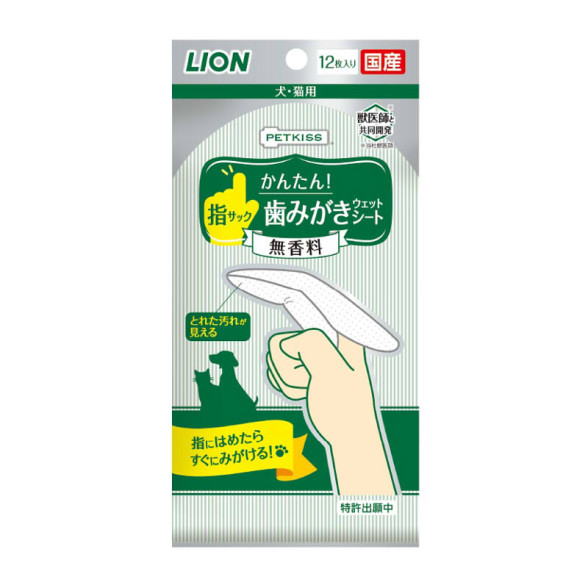 LION
12枚入り 国産
犬・猫用
獣医師と
共同開発
※当社獣医師
PETKISS
かんたん!
指サック 歯みがき ウェット
シート
無香料
とれた汚れが
見える
指にはめたら
すぐにみがける!
特許出願中